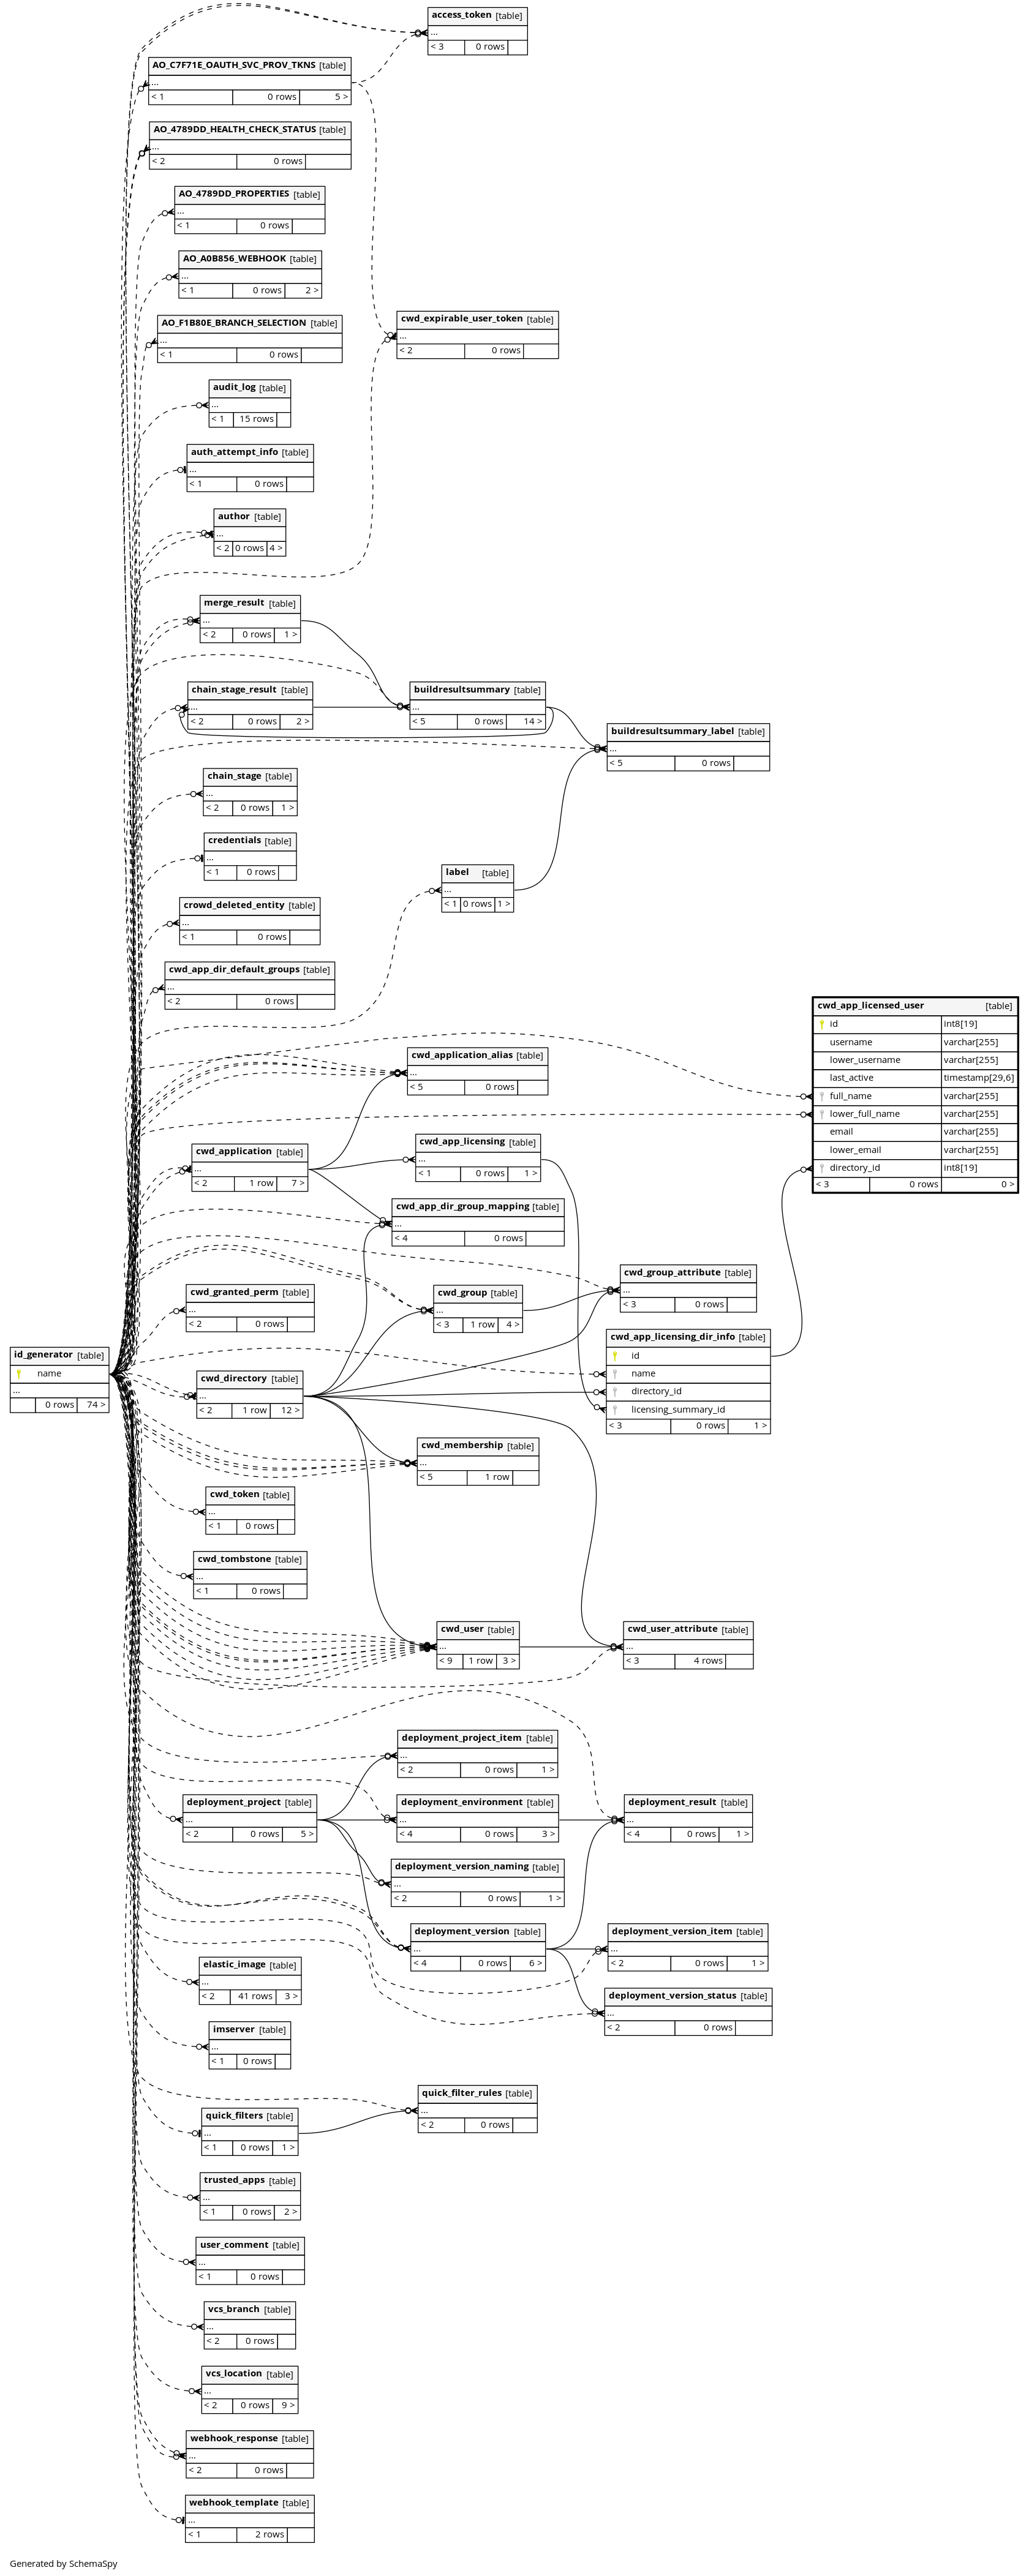 access_token [table]
...
< 3 0 rows
AO_C7F71E_OAUTH_SVC_PROV_TKNS [table]
...
< 1 0 rows 5 >
AO_4789DD_HEALTH_CHECK_STATUS [table]
...
< 2 0 rows
AO_4789DD_PROPERTIES [table]
...
< 1 0 rows
AO_A0B856_WEBHOOK [table]
...
< 1 0 rows 2 >
AO_F1B80E_BRANCH_SELECTION [table]
...
< 1 0 rows
cwd_expirable_user_token [table]
...
< 2 0 rows
audit_log [table]
...
< 1 15 rows
auth_attempt_info [table]
...
< 1 0 rows
author [table]
...
< 2 0 rows 4 >
merge_result [table]
...
< 2 0 rows 1 >
chain_stage_result [table]
...
< 2 0 rows 2 >
buildresultsummary [table]
...
< 5 0 rows 14 >
buildresultsummary_label [table]
...
< 5 0 rows
chain_stage [table]
...
< 2 0 rows 1 >
credentials [table]
...
< 1 0 rows
label [table]
...
< 1 0 rows 1 >
crowd_deleted_entity [table]
...
< 1 0 rows
cwd_app_dir_default_groups [table]
...
< 2 0 rows
cwd_app_licensed_user [table]
id int8[19]
username varchar[255]
lower_username varchar[255]
last_active timestamp[29,6]
full_name varchar[255]
lower_full_name varchar[255]
email varchar[255]
lower_email varchar[255]
directory_id int8[19]
< 3 0 rows 0 >
cwd_application_alias [table]
...
< 5 0 rows
cwd_application [table]
...
< 2 1 row 7 >
cwd_app_licensing [table]
...
< 1 0 rows 1 >
cwd_app_dir_group_mapping [table]
...
< 4 0 rows
cwd_group_attribute [table]
...
< 3 0 rows
cwd_granted_perm [table]
...
< 2 0 rows
cwd_group [table]
...
< 3 1 row 4 >
cwd_app_licensing_dir_info [table]
id
name
directory_id
licensing_summary_id
< 3 0 rows 1 >
id_generator [table]
name
...
0 rows 74 >
cwd_directory [table]
...
< 2 1 row 12 >
cwd_membership [table]
...
< 5 1 row
cwd_token [table]
...
< 1 0 rows
cwd_tombstone [table]
...
< 1 0 rows
cwd_user [table]
...
< 9 1 row 3 >
cwd_user_attribute [table]
...
< 3 4 rows
deployment_project_item [table]
...
< 2 0 rows 1 >
deployment_project [table]
...
< 2 0 rows 5 >
deployment_environment [table]
...
< 4 0 rows 3 >
deployment_result [table]
...
< 4 0 rows 1 >
deployment_version_naming [table]
...
< 2 0 rows 1 >
deployment_version [table]
...
< 4 0 rows 6 >
deployment_version_item [table]
...
< 2 0 rows 1 >
elastic_image [table]
...
< 2 41 rows 3 >
deployment_version_status [table]
...
< 2 0 rows
imserver [table]
...
< 1 0 rows
quick_filter_rules [table]
...
< 2 0 rows
quick_filters [table]
...
< 1 0 rows 1 >
trusted_apps [table]
...
< 1 0 rows 2 >
user_comment [table]
...
< 1 0 rows
vcs_branch [table]
...
< 2 0 rows
vcs_location [table]
...
< 2 0 rows 9 >
webhook_response [table]
...
< 2 0 rows
webhook_template [table]
...
< 1 2 rows
Generated by SchemaSpy